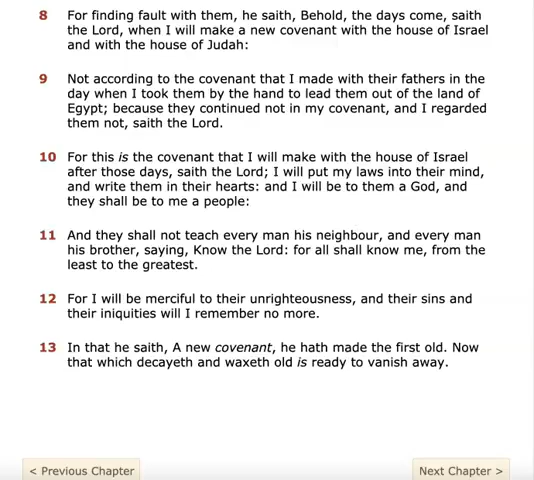 8 For finding fault with them, he saith, Behold, the days come, saith
the Lord, when I will make a new covenant with the house of Israel
and with the house of Judah:
9 Not according to the covenant that I made with their fathers in the
day when I took them by the hand to lead them out of the land of
Egypt; because they continued not in my covenant, and I regarded
them not, saith the Lord.
10 For this is the covenant that I will make with the house of Israel
after those days, saith the Lord; I will put my laws into their mind,
and write them in their hearts: and I will be to them a God, and
they shall be to me a people:
11 And they shall not teach every man his neighbour, and every man
his brother, saying, Know the Lord: for all shall know me, from the
least to the greatest.
12 For I will be merciful to their unrighteousness, and their sins and
their iniquities will I remember no more.
13 In that he saith, A new covenant, he hath made the first old. Now
that which decayeth and waxeth old is ready to vanish away.
< Previous Chapter
Next Chapter >